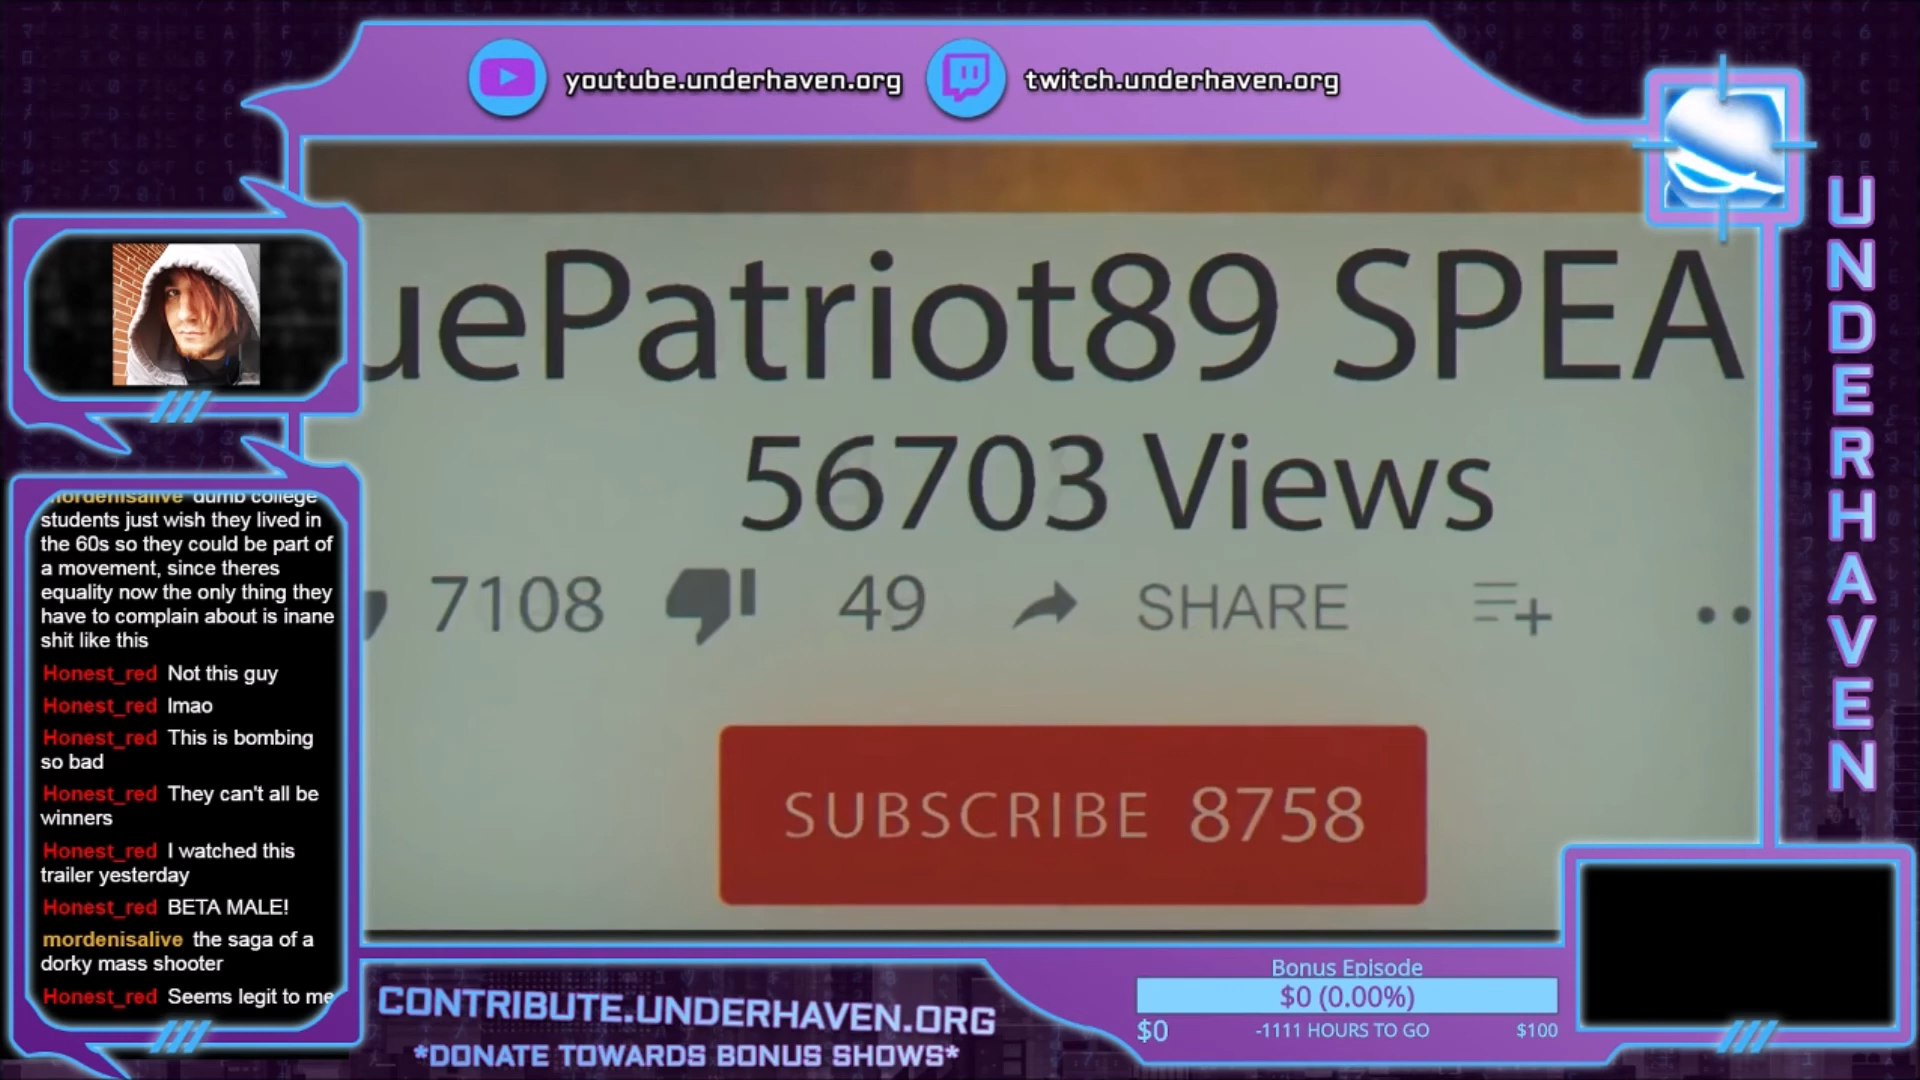 youtube.underhaven.org
twitch.underhaven.org
UNDERHAVEN
uePatriot89 SPEA
56703 Views
7108
49
SHARE
SUBSCRIBE 8758
mordenisalive dumb college
students just wish they lived in
the 60s so they could be part of
a movement, since theres
equality now the only thing they
have to complain about is inane
shit like this
Honest_red Not this guy
Honest_red lmao
Honest_red This is bombing
so bad
Honest_red They can't all be
winners
Honest_red I watched this
trailer yesterday
Honest_red BETA MALE!
mordenisalive the saga of a
dorky mass shooter
Honest_red Seems legit to me
CONTRIBUTE.UNDERHAVEN.ORG
*DONATE TOWARDS BONUS SHOWS*
Bonus Episode
$0 (0.00%)
$0 -1111 HOURS TO GO $100